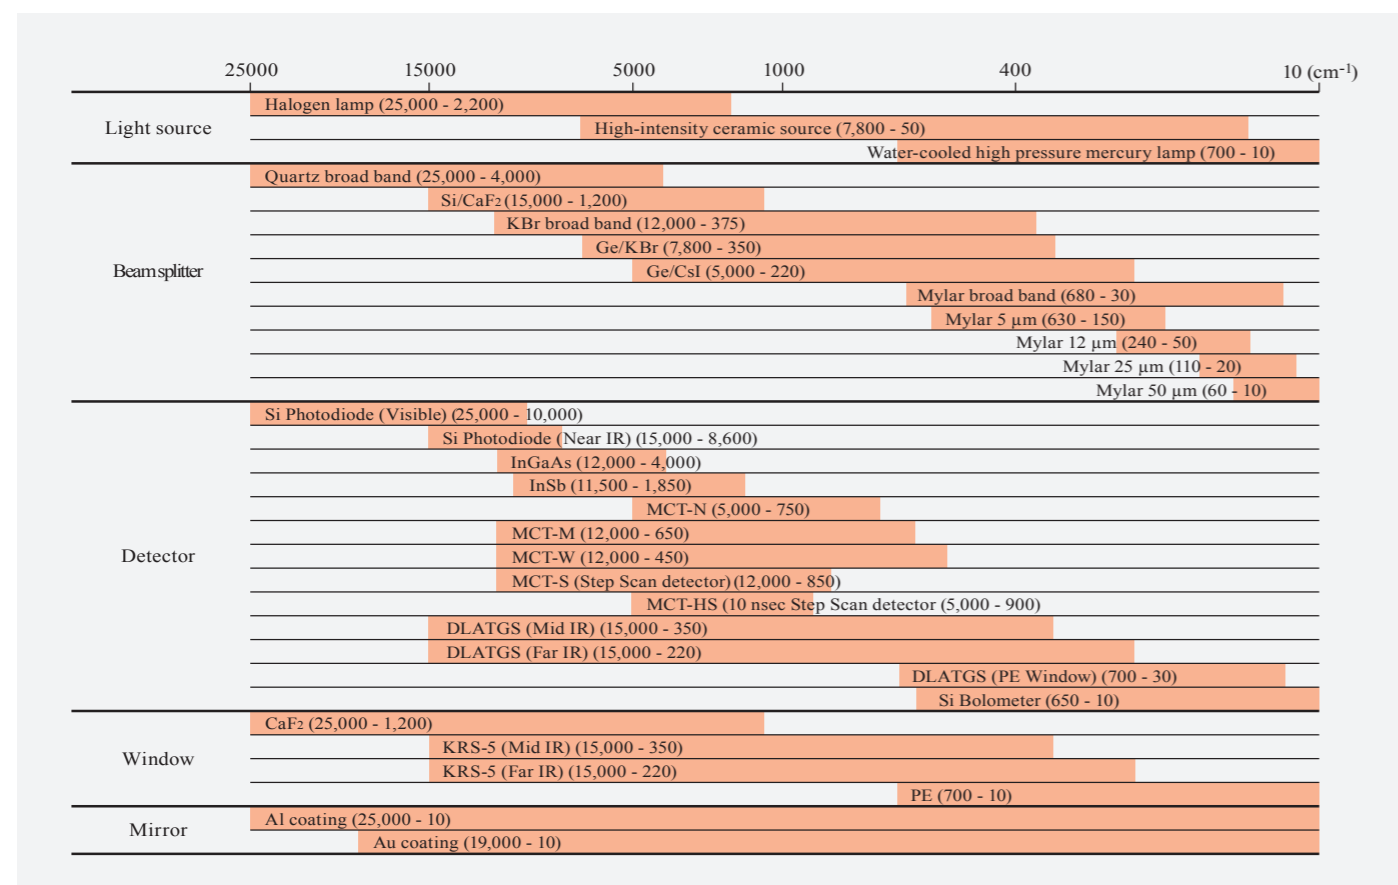 25000 15000 5000 1000 400 10 (cm-1)
Light source
Halogen lamp (25,000 - 2,200)
High-intensity ceramic source (7,800 - 50)
Water-cooled high pressure mercury lamp (700 - 10)
Beamsplitter
Quartz broad band (25,000 - 4,000)
Si/CaF2 (15,000 - 1,200)
KBr broad band (12,000 - 375)
Ge/KBr (7,800 - 350)
Ge/CsI (5,000 - 220)
Mylar broad band (680 - 30)
Mylar 5 µm (630 - 150)
Mylar 12 µm (240 - 50)
Mylar 25 µm (110 - 20)
Mylar 50 µm (60 - 10)
Detector
Si Photodiode (Visible) (25,000 - 10,000)
Si Photodiode (Near IR) (15,000 - 8,600)
InGaAs (12,000 - 4,000)
InSb (11,500 - 1,850)
MCT-N (5,000 - 750)
MCT-M (12,000 - 650)
MCT-W (12,000 - 450)
MCT-S (Step Scan detector) (12,000 - 850)
MCT-HS (10 nsec Step Scan detector (5,000 - 900)
DLATGS (Mid IR) (15,000 - 350)
DLATGS (Far IR) (15,000 - 220)
DLATGS (PE Window) (700 - 30)
Si Bolometer (650 - 10)
Window
CaF2 (25,000 - 1,200)
KRS-5 (Mid IR) (15,000 - 350)
KRS-5 (Far IR) (15,000 - 220)
PE (700 - 10)
Mirror
Al coating (25,000 - 10)
Au coating (19,000 - 10)